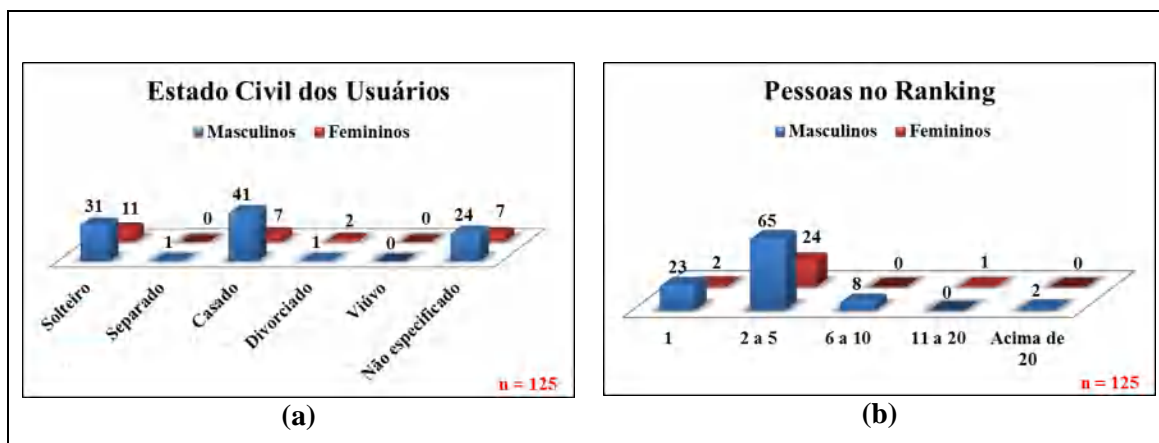 Estado Civil dos Usuários
Masculinos Femininos
31 11 1 0 41 7 1 2 0 0 24 7
Solteiro Separado Casado Divorciado Viúvo Não especificado
n = 125
(a)
Pessoas no Ranking
Masculinos Femininos
23 2 65 24 8 0 0 1 2 0
1 2 a 5 6 a 10 11 a 20 Acima de
20
n = 125
(b)